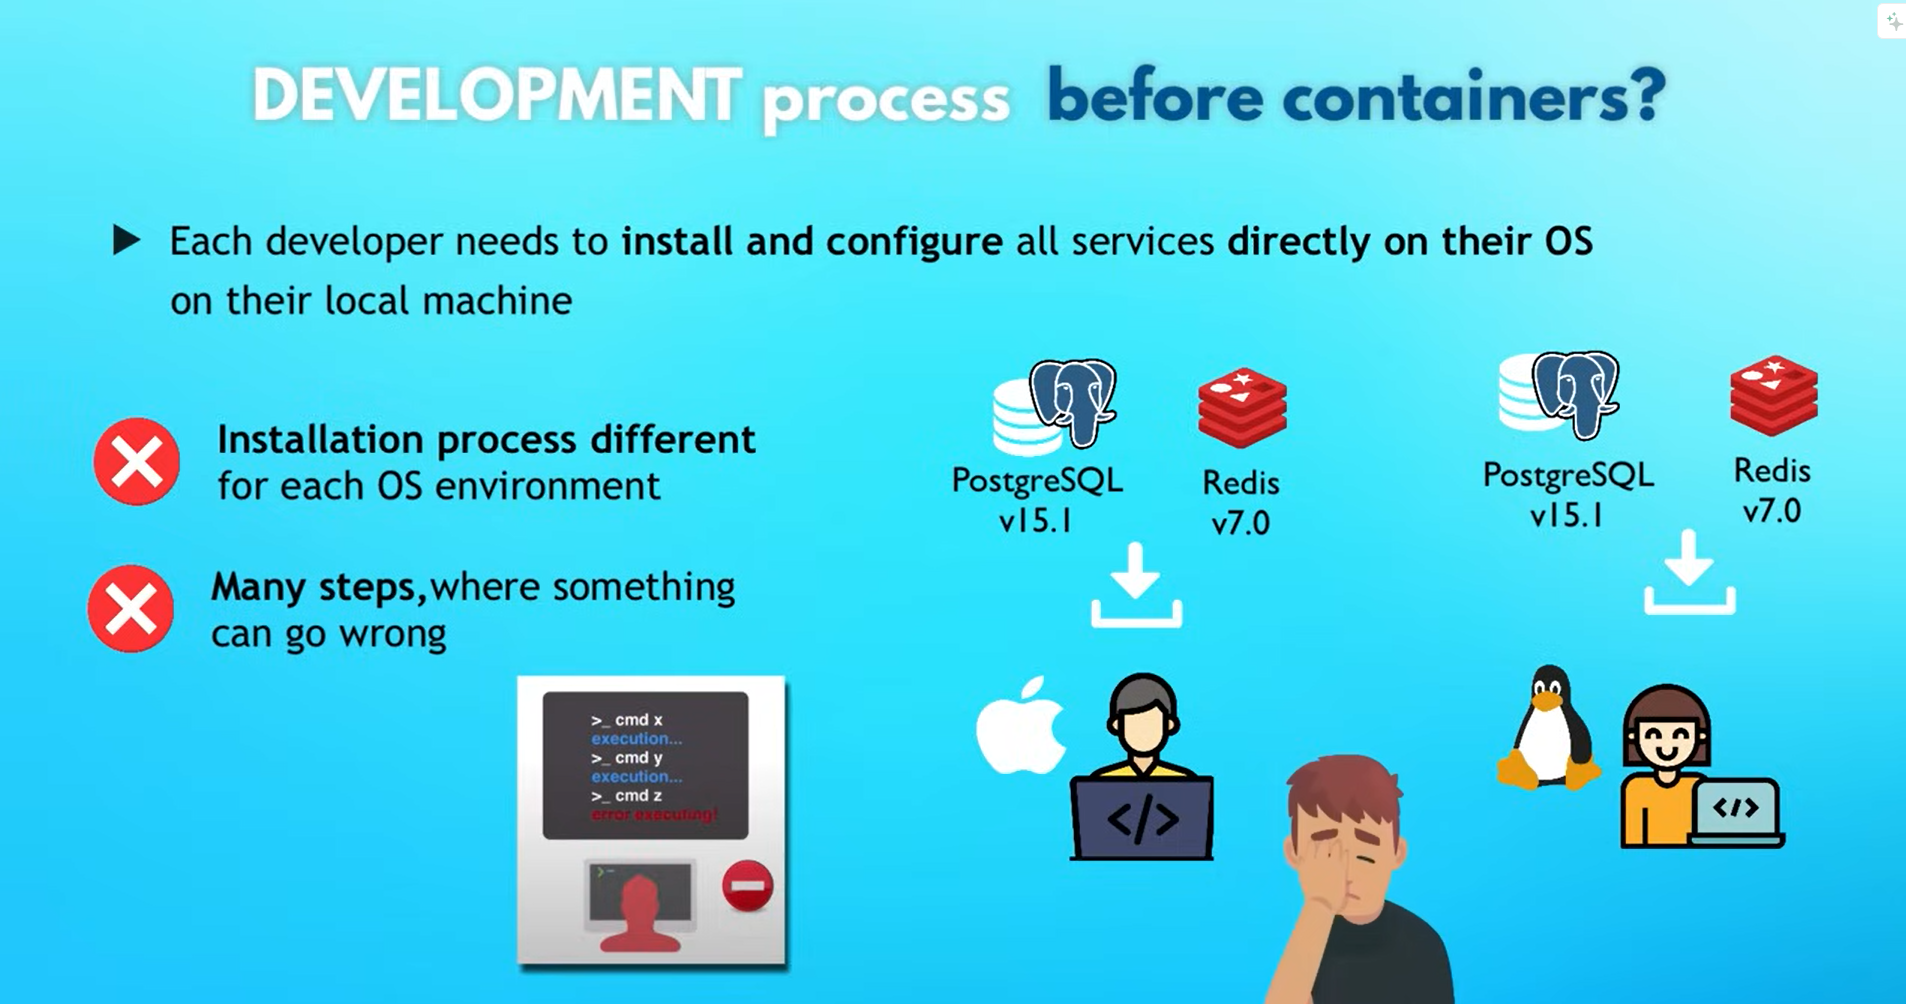 DEVELOPMENT process before containers?
Each developer needs to install and configure all services directly on their OS
on their local machine
Installation process different
for each OS environment
Many steps,where something
can go wrong
>_ cmd x
execution...
>_ cmd y
execution...
>_ cmd z
error executing!
>-
PostgreSQL
v15.1
Redis
v7.0
</>
PostgreSQL
v15.1
Redis
v7.0
</>